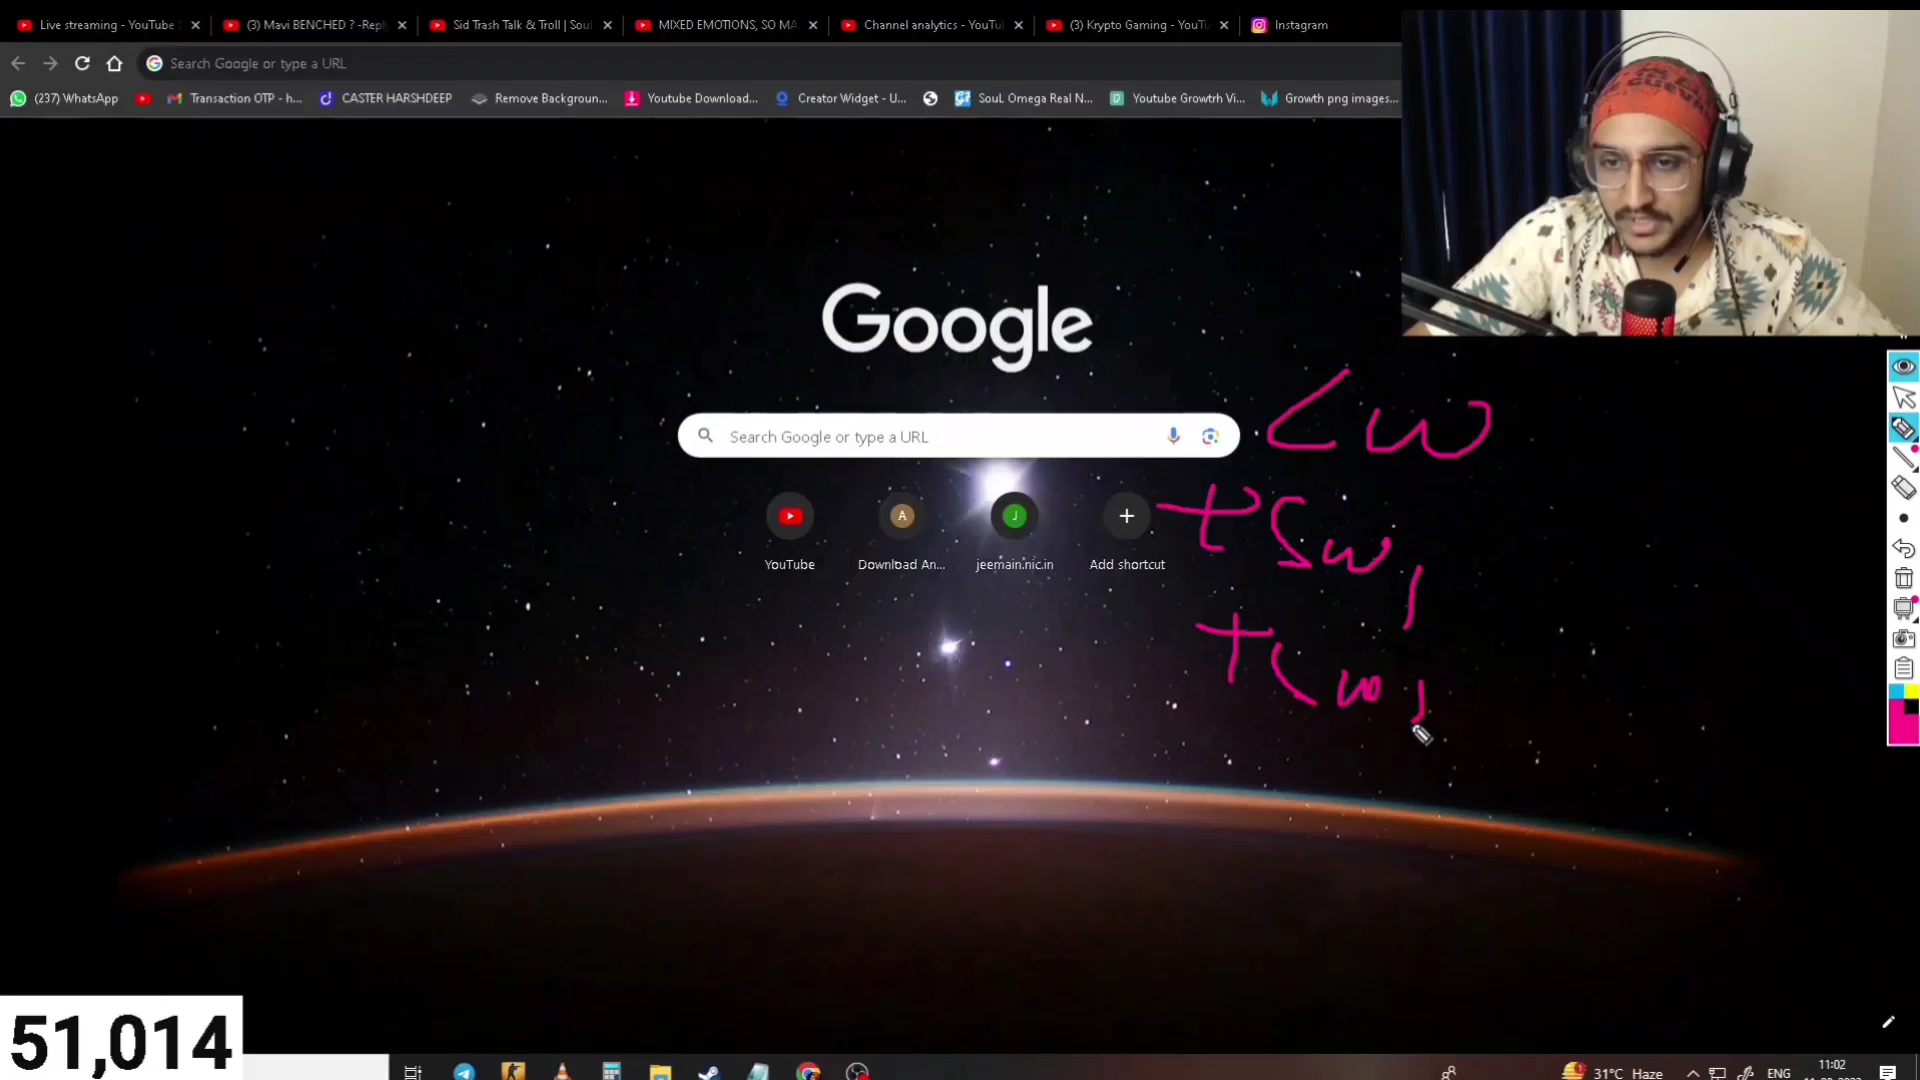 Live streaming - YouTube
(3) Mavi BENCHED ? -Reply
Sid Trash Talk & Troll | Soul
MIXED EMOTIONS, SO MA
Channel analytics - YouTu
(3) Krypto Gaming - YouTu
Instagram
Search Google or type a URL
(237) WhatsApp
Transaction OTP - h...
CASTER HARSHDEEP
Remove Backgroun...
Youtube Download...
Creator Widget - U...
SouL Omega Real N...
Youtube Growtrh Vi...
Growth png images...
Google
Search Google or type a URL
A
J
YouTube
Download An...
jeemain.nic.in
Add shortcut
51,014
31°C Haze
ENG
11:02